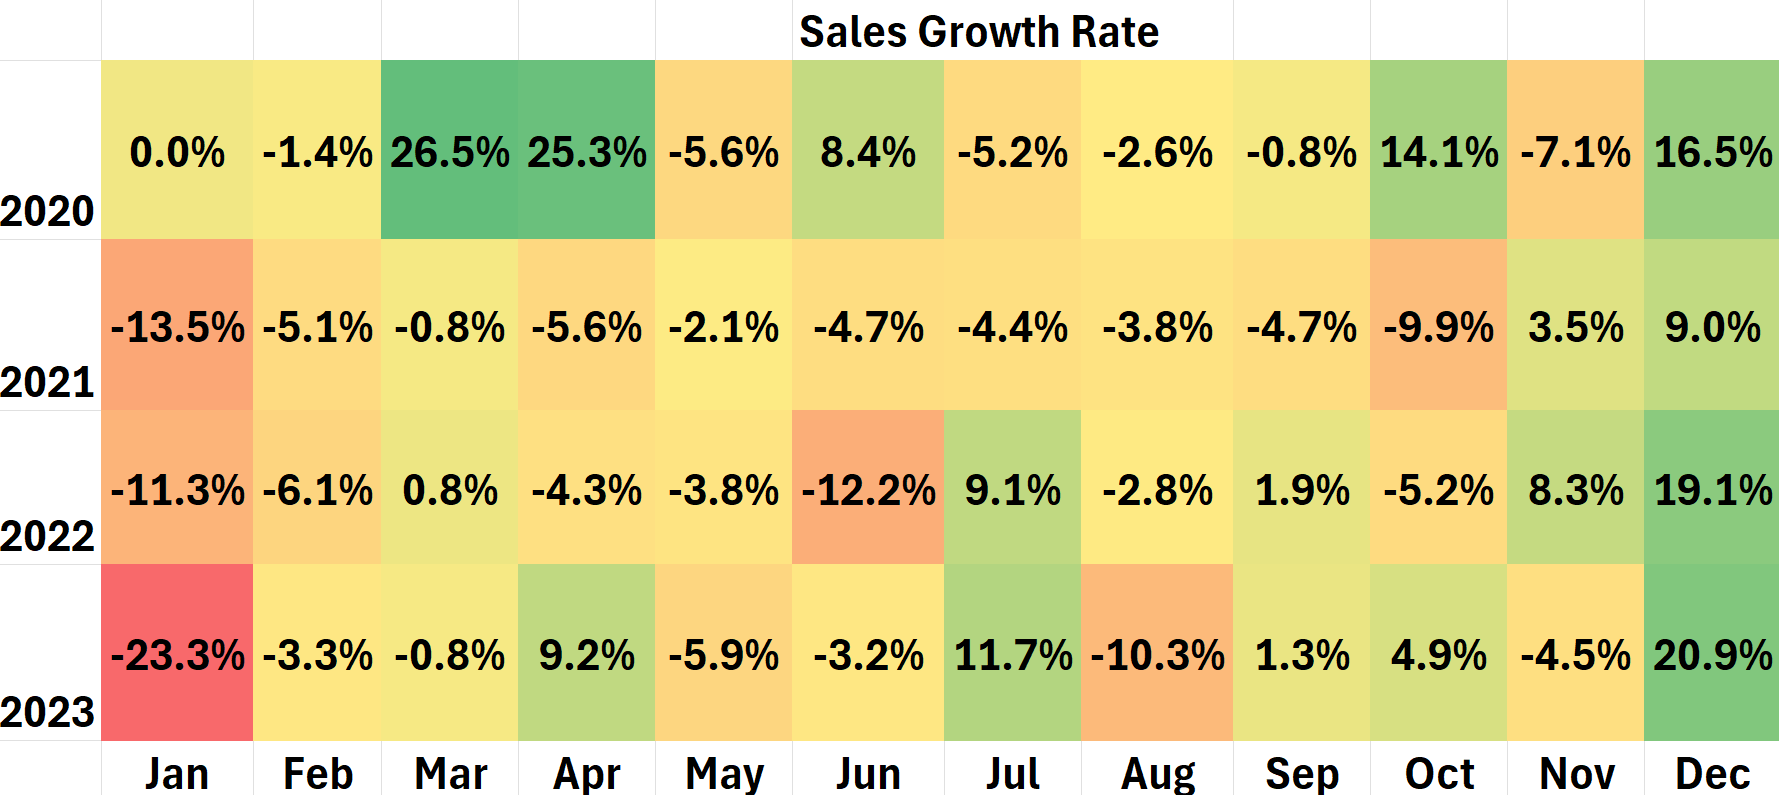 Sales Growth Rate
2020 0.0% -1.4% 26.5% 25.3% -5.6% 8.4% -5.2% -2.6% -0.8% 14.1% -7.1% 16.5%
2021 -13.5% -5.1% -0.8% -5.6% -2.1% -4.7% -4.4% -3.8% -4.7% -9.9% 3.5% 9.0%
2022 -11.3% -6.1% 0.8% -4.3% -3.8% -12.2% 9.1% -2.8% 1.9% -5.2% 8.3% 19.1%
2023 -23.3% -3.3% -0.8% 9.2% -5.9% -3.2% 11.7% -10.3% 1.3% 4.9% -4.5% 20.9%
Jan Feb Mar Apr May Jun Jul Aug Sep Oct Nov Dec